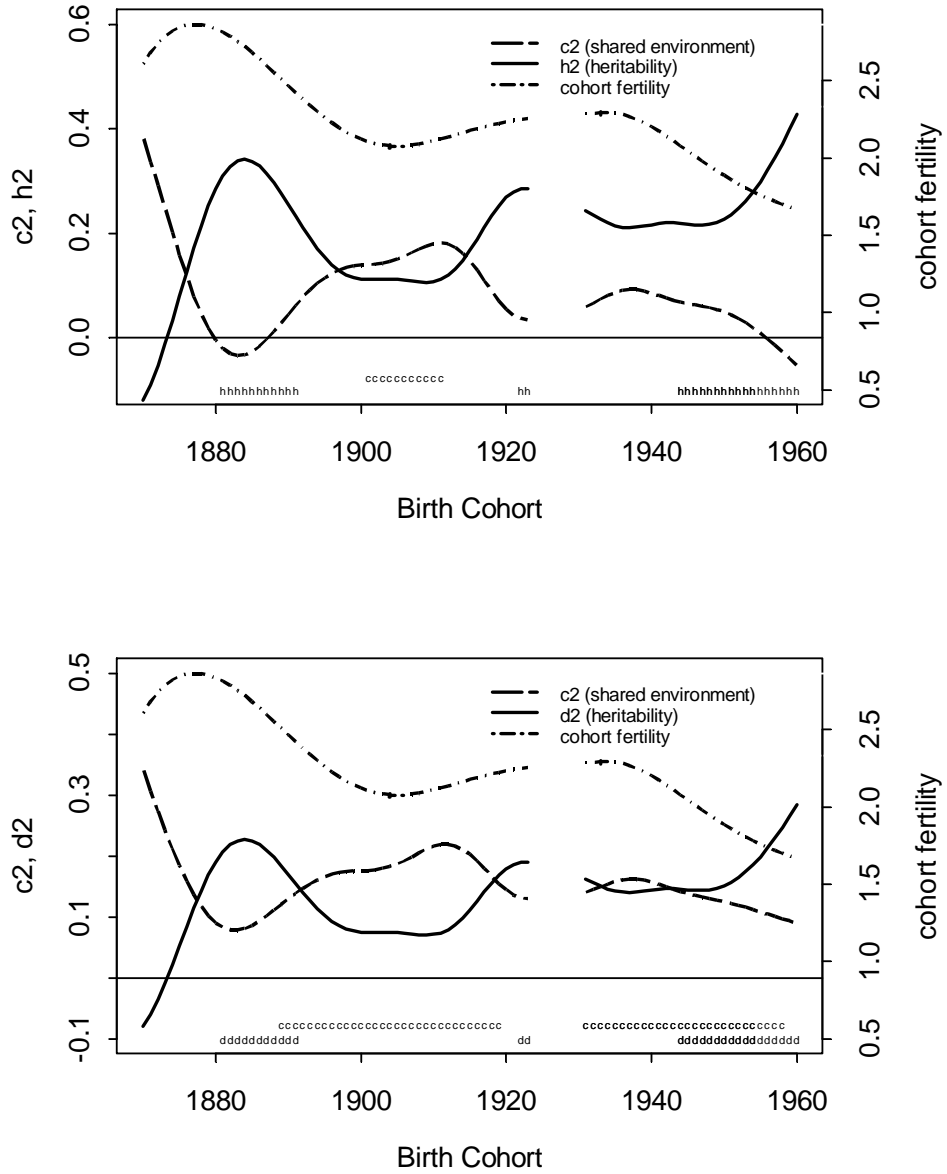 0.6
0.4
0.2
0.0
c2, h2
c2 (shared environment)
h2 (heritability)
cohort fertility
2.5
2.0
1.5
1.0
0.5
cohort fertility
ccccccccccc
hhhhhhhhhhh hh hhhhhhhhhhhhhhhhh
1880 1900 1920 1940 1960
Birth Cohort
0.5
0.3
0.1
-0.1
c2, d2
c2 (shared environment)
d2 (heritability)
cohort fertility
2.5
2.0
1.5
1.0
0.5
cohort fertility
ccccccccccccccccccccccccccccccc cccccccccccccccccccccccccccc
ddddddddddd dd ddddddddddddddddd
1880 1900 1920 1940 1960
Birth Cohort